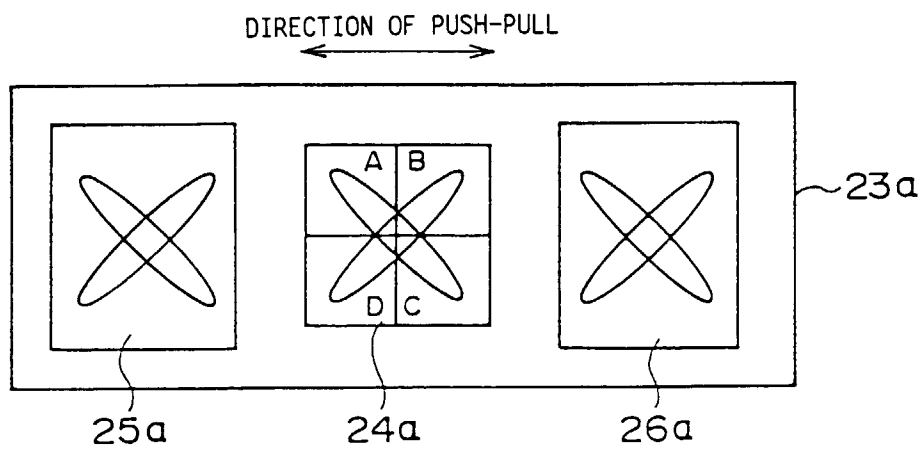 DIRECTION OF PUSH-PULL
A B
D C
23a
25a 24a 26a